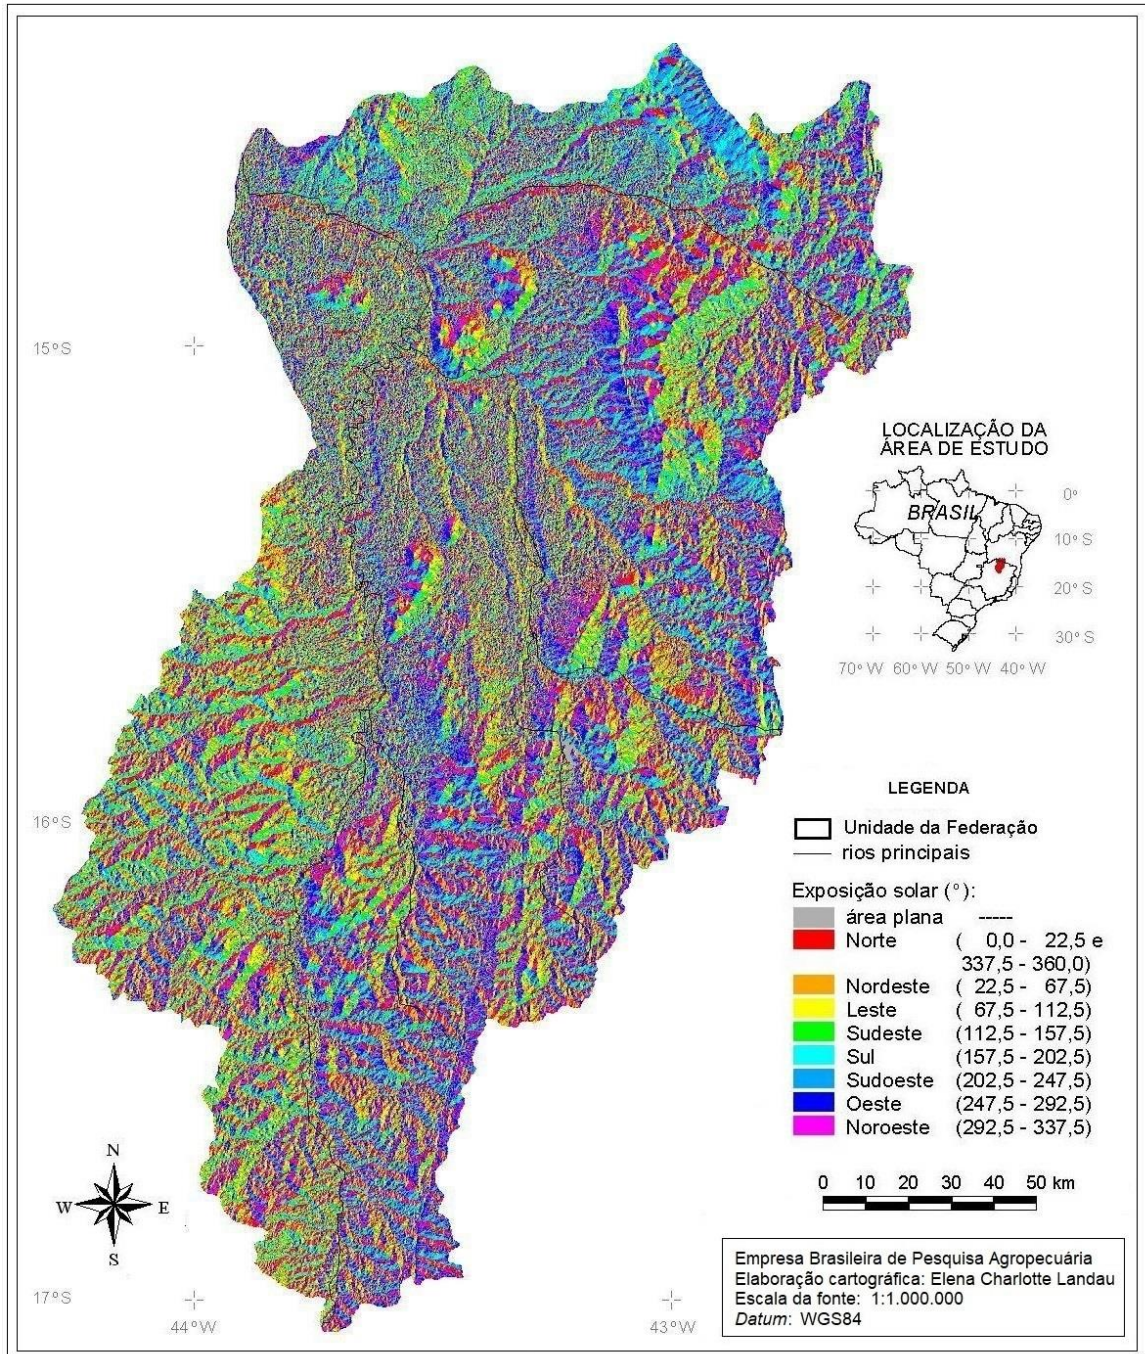 15°S
LOCALIZAÇÃO DA
ÁREA DE ESTUDO
0°
BRASIL
10° S
20° S
30° S
70° W 60° W 50° W 40° W
16°S
LEGENDA
Unidade da Federação
rios principais
Exposição solar (°):
área plana -----
Norte ( 0,0 - 22,5 e
337,5 - 360,0)
Nordeste ( 22,5 - 67,5)
Leste ( 67,5 - 112,5)
Sudeste (112,5 - 157,5)
Sul (157,5 - 202,5)
Sudoeste (202,5 - 247,5)
Oeste (247,5 - 292,5)
Noroeste (292,5 - 337,5)
N
W E
S
0 10 20 30 40 50 km
Empresa Brasileira de Pesquisa Agropecuária
Elaboração cartográfica: Elena Charlotte Landau
Escala da fonte: 1:1.000.000
Datum: WGS84
17°S
44°W 43°W